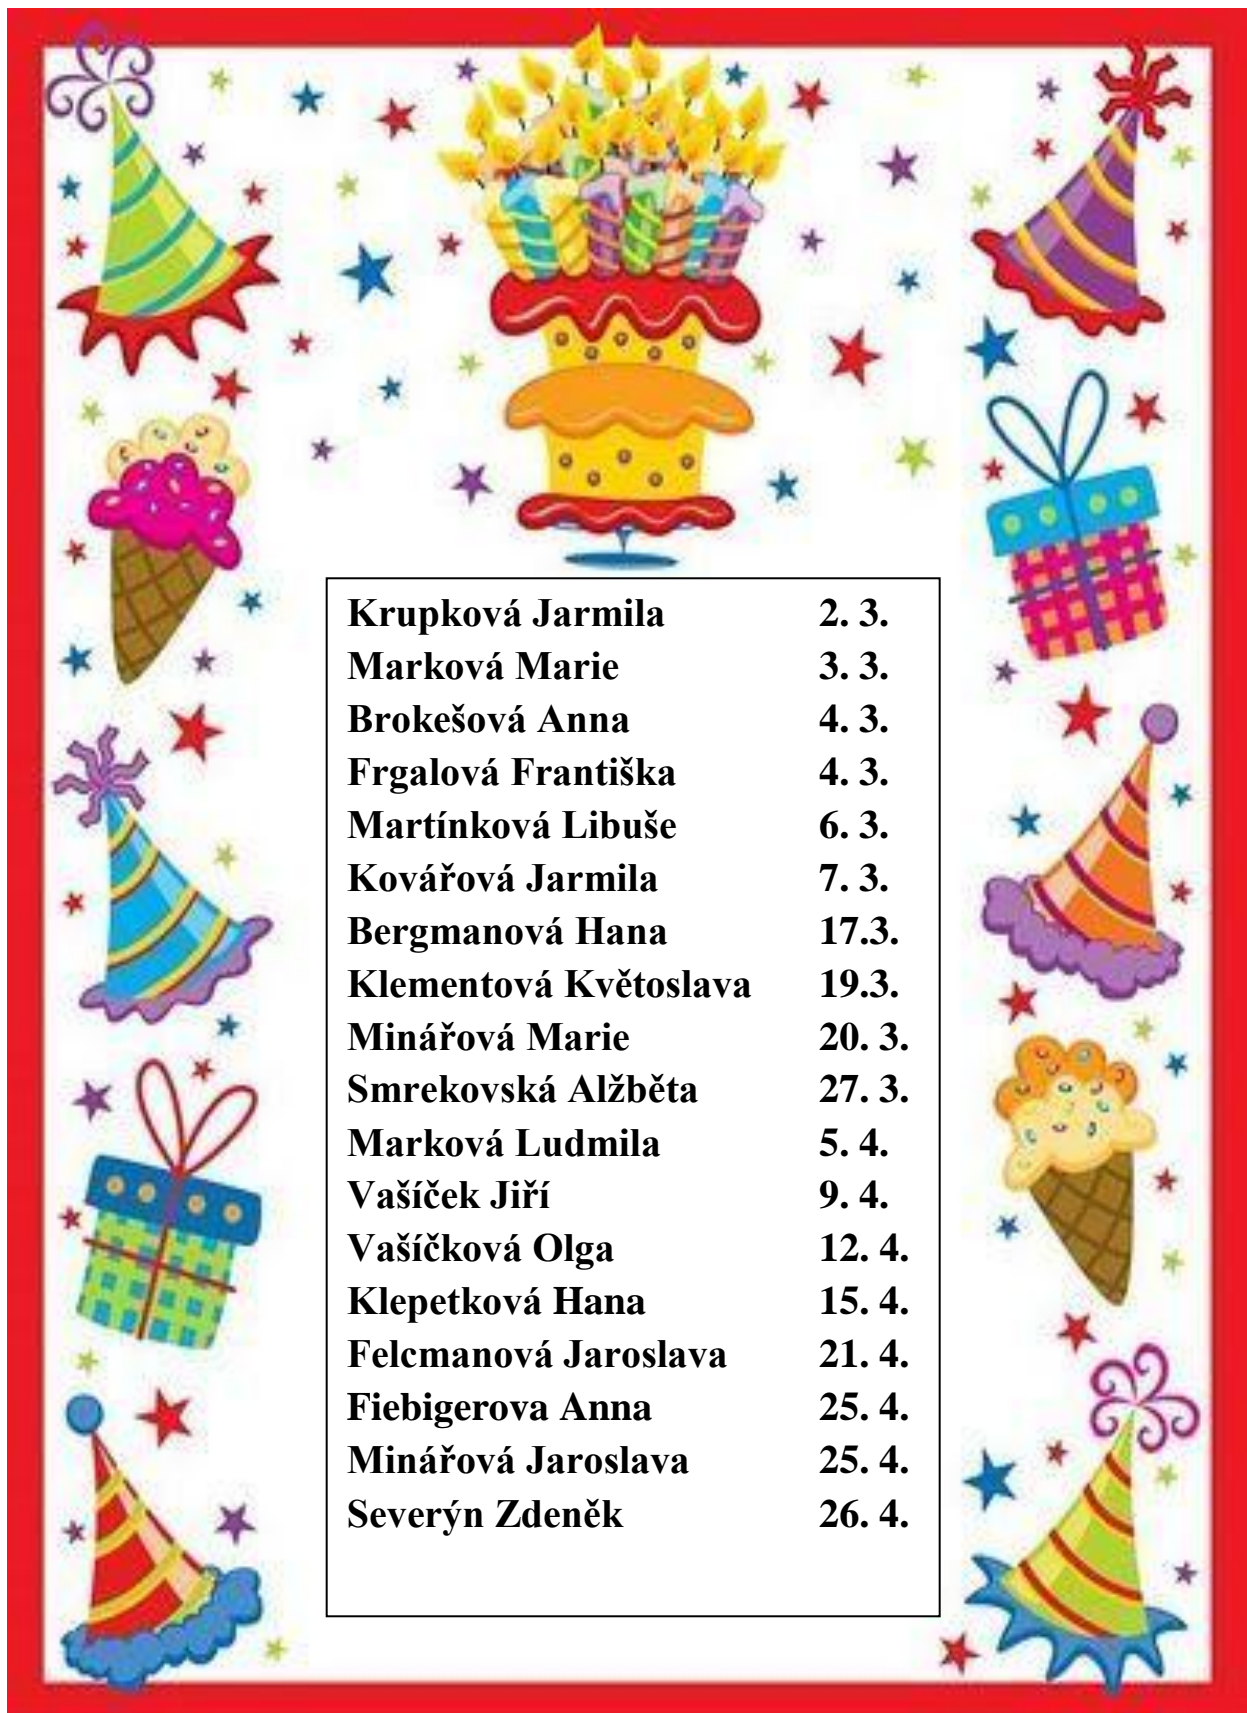 Krupková Jarmila 2. 3.
Marková Marie 3. 3.
Brokešová Anna 4. 3.
Frgalová Františka 4. 3.
Martínková Libuše 6. 3.
Kovářová Jarmila 7. 3.
Bergmanová Hana 17.3.
Klementová Květoslava 19.3.
Minářová Marie 20. 3.
Smrekovská Alžběta 27. 3.
Marková Ludmila 5. 4.
Vašíček Jiří 9. 4.
Vašíčková Olga 12. 4.
Klepetková Hana 15. 4.
Felcmanová Jaroslava 21. 4.
Fiebigerova Anna 25. 4.
Minářová Jaroslava 25. 4.
Severýn Zdeněk 26. 4.